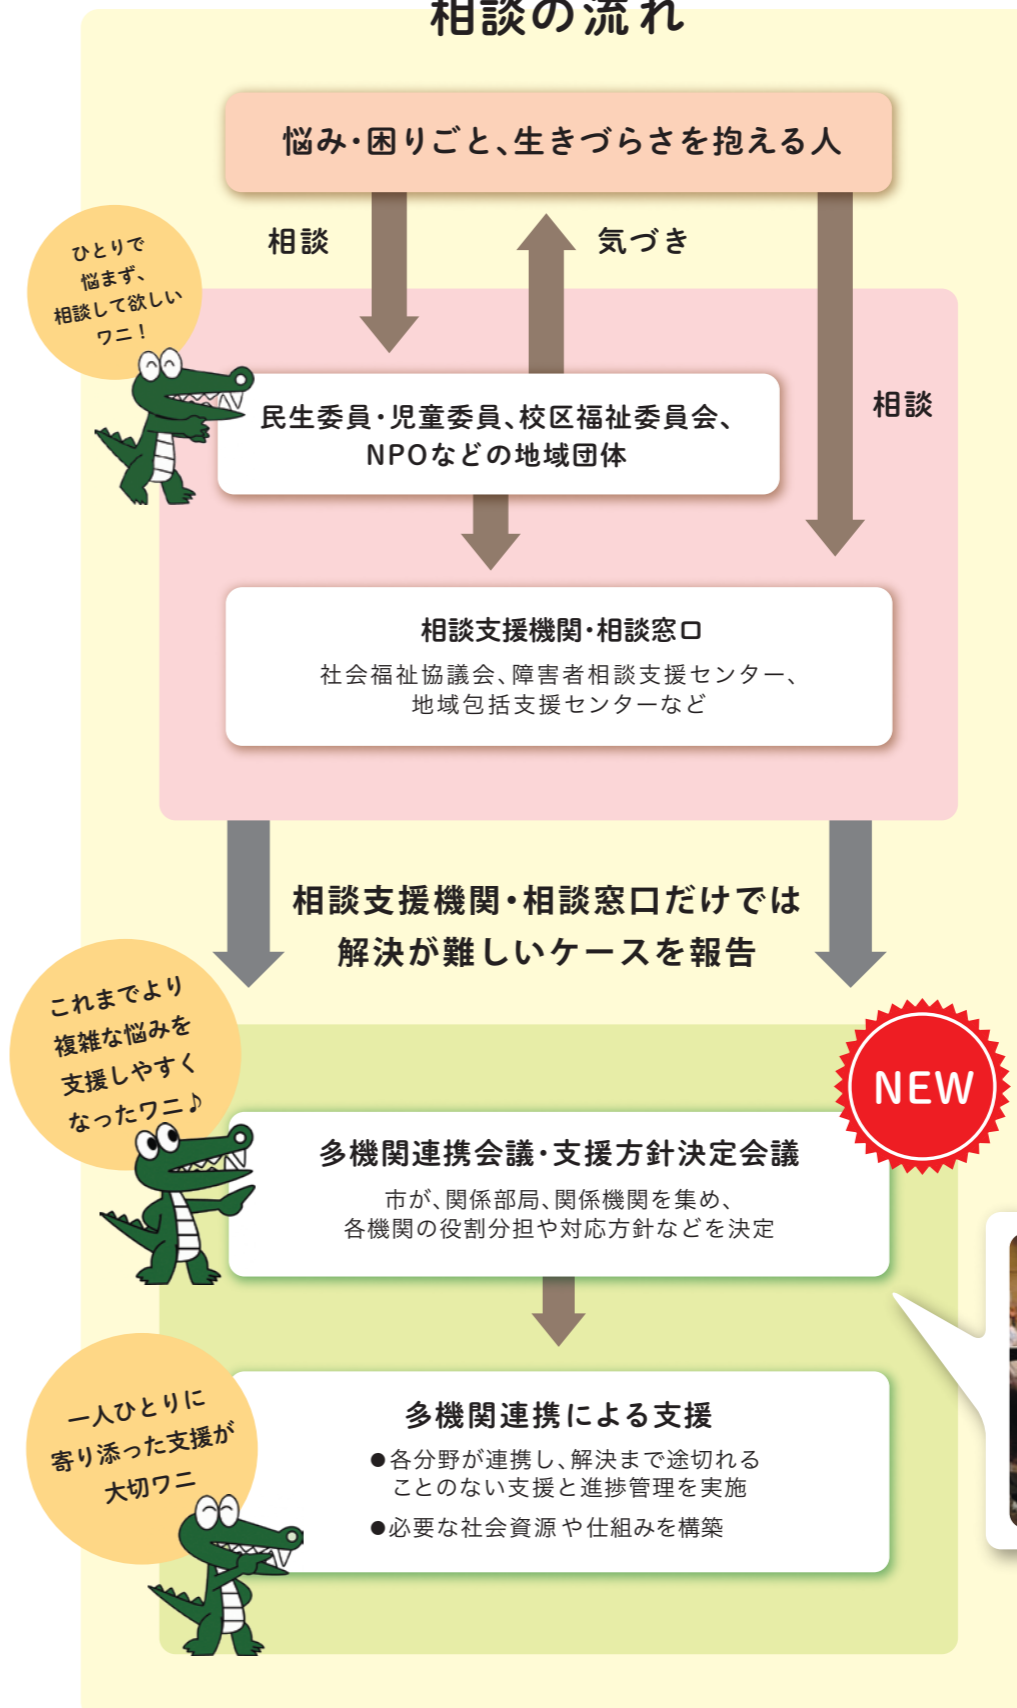 相談の流れ
悩み・困りごと、生きづらさを抱える人
相談
気づき
ひとりで
悩まず、
相談して欲しい
ワニ！
相談
民生委員・児童委員、校区福祉委員会、
NPOなどの地域団体
相談支援機関・相談窓口
社会福祉協議会、障害者相談支援センター、
地域包括支援センターなど
相談支援機関・相談窓口だけでは
解決が難しいケースを報告
これまでより
複雑な悩みを
支援しやすく
なったワニ♪
NEW
多機関連携会議・支援方針決定会議
市が、関係部局、関係機関を集め、
各機関の役割分担や対応方針などを決定
一人ひとりに
寄り添った支援が
大切ワニ
多機関連携による支援
●各分野が連携し、解決まで途切れる
ことのない支援と進捗管理を実施
●必要な社会資源や仕組みを構築